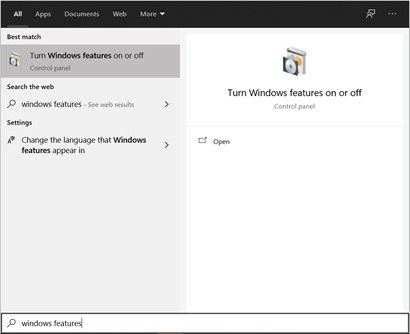 All Apps Documents Web More
Best match
Turn Windows features on or off
Control panel
Search the web
windows features - See web results
Settings
Change the language that Windows
features appear in
Turn Windows features on or off
Control panel
Open
windows features